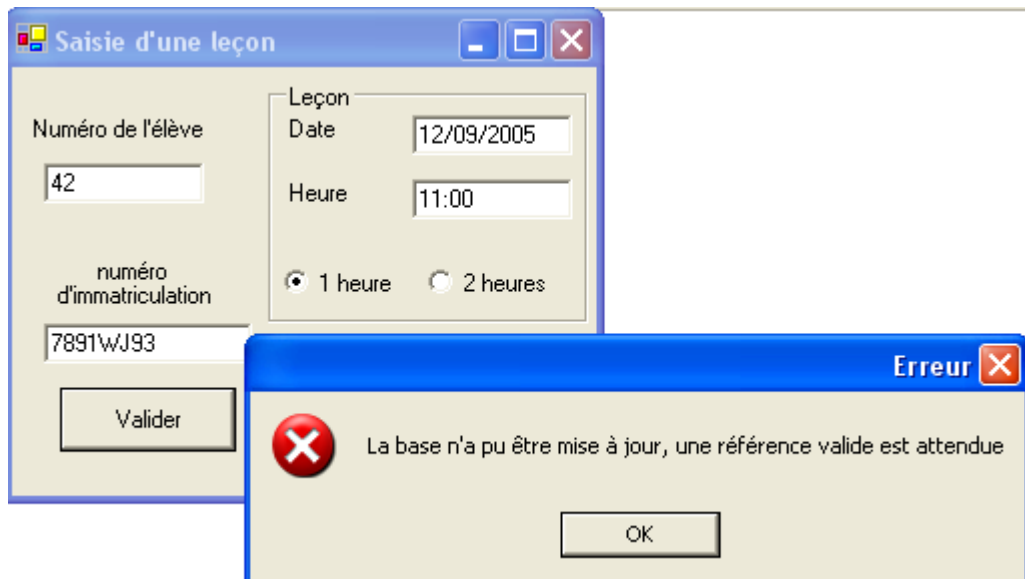 Saisie d'une leçon
Numéro de l'élève
42
numéro
d'immatriculation
7891WJ93
Valider
Leçon
Date
12/09/2005
Heure
11:00
1 heure
2 heures
Erreur
La base n'a pu être mise à jour, une référence valide est attendue
OK